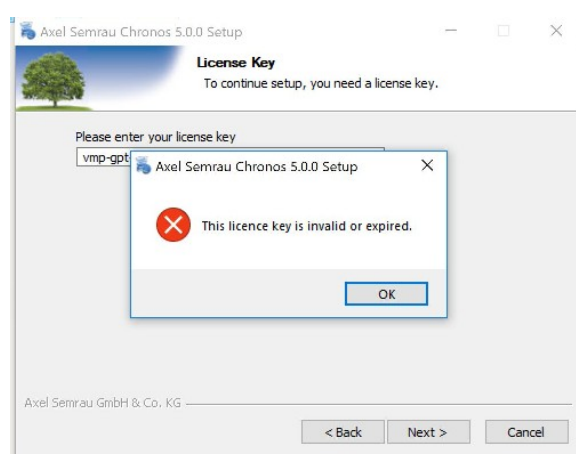 Axel Semrau Chronos 5.0.0 Setup
License Key
To continue setup, you need a license key.
Please enter your license key
vmp-gpt
Axel Semrau Chronos 5.0.0 Setup
This licence key is invalid or expired.
OK
Axel Semrau GmbH & Co. KG
< Back
Next >
Cancel